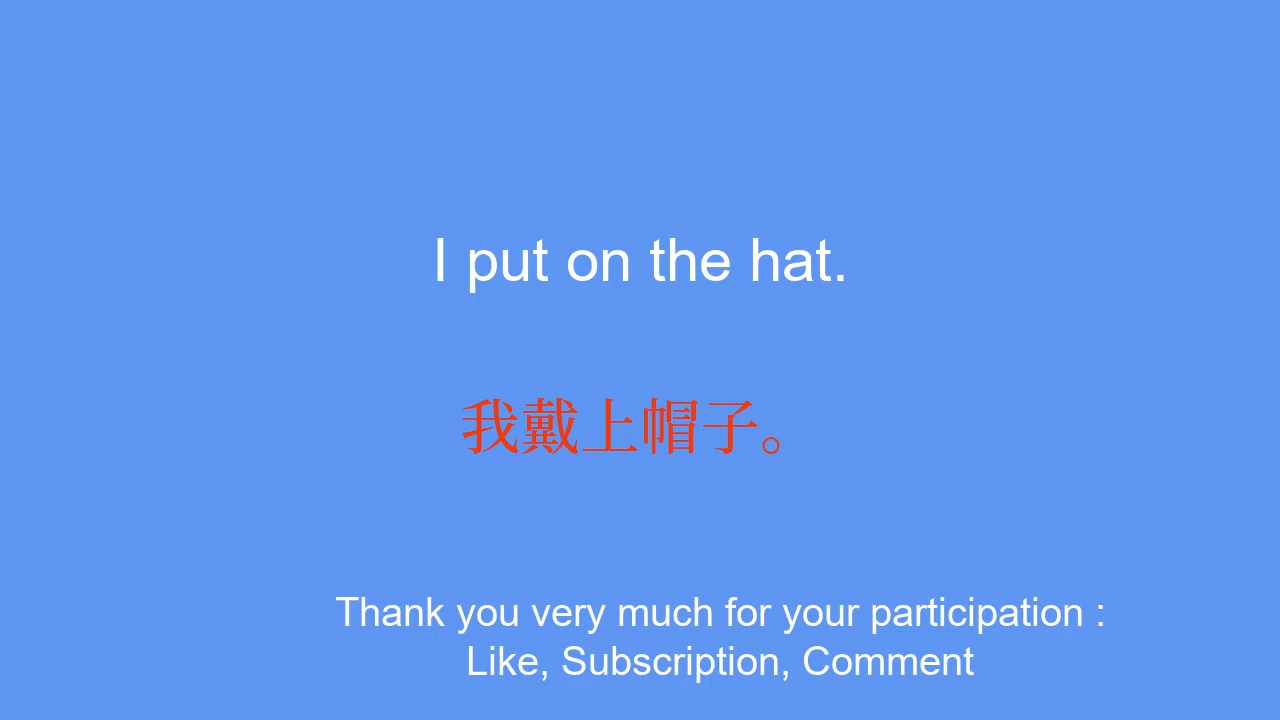 I put on the hat.
我戴上帽子。
Thank you very much for your participation :
Like, Subscription, Comment